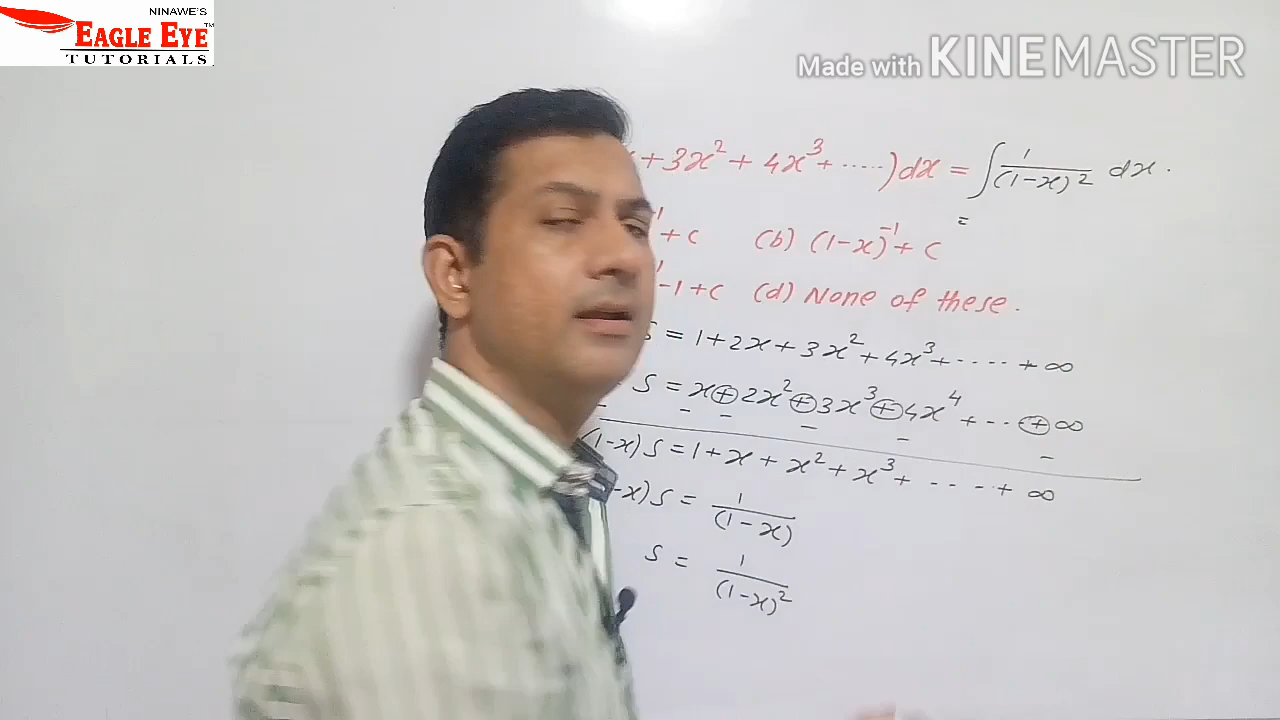 NINAWE'S
EAGLE EYE™
TUTORIALS
Made with KINEMASTER
+ 3x² + 4x³ + ..... ) dx = ∫ 1/(1-x)² dx.
=
+ c (b) (1-x)⁻¹ + c
-1 + c (d) None of these.
S = 1 + 2x + 3x² + 4x³ + ..... + ∞
S = x ⊕ 2x² ⊕ 3x³ ⊕ 4x⁴ + ... ⊕ ∞
- - - - - -
(1-x) S = 1 + x + x² + x³ + .... + ∞
-x) S = 1/(1-x)
S = 1/(1-x)²